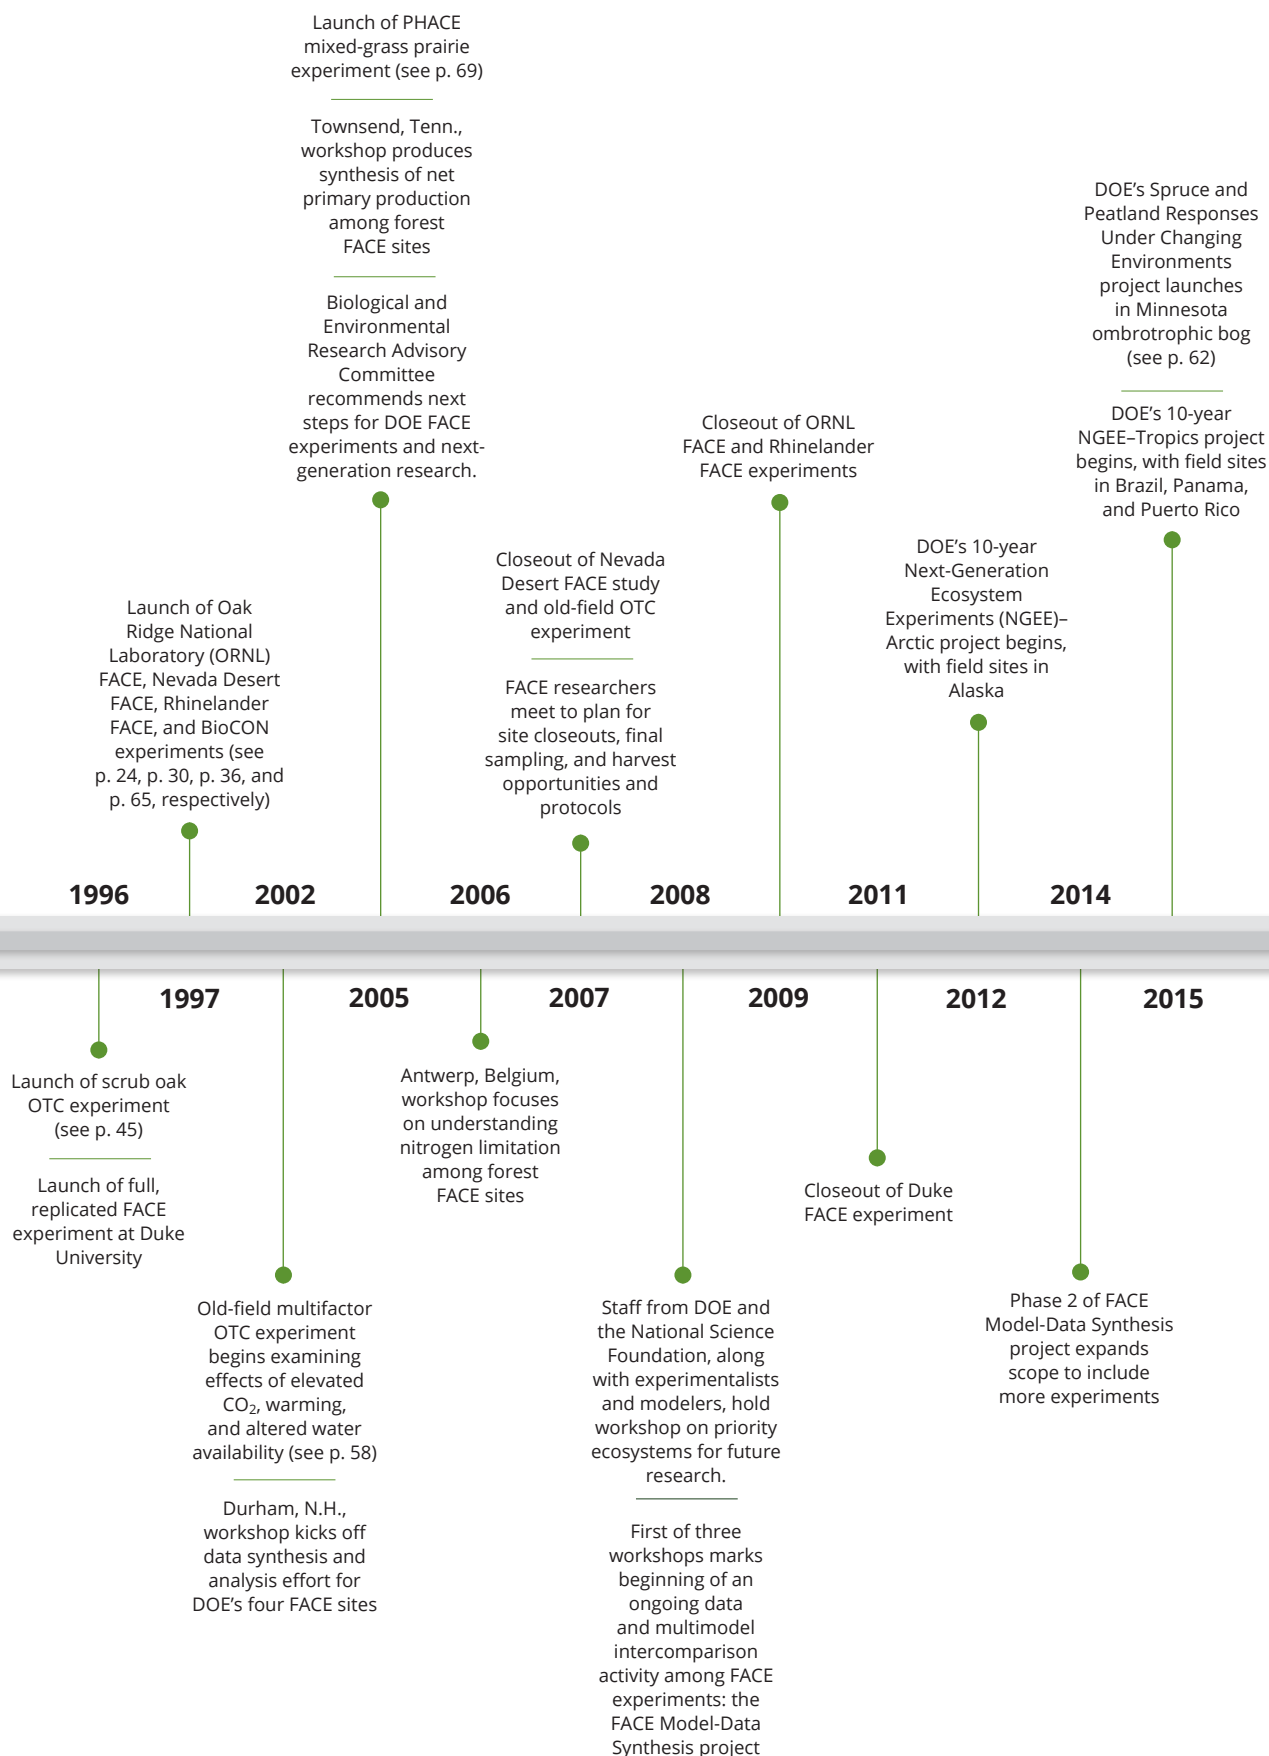 Launch of PHACE
mixed-grass prairie
experiment (see p. 69)
Townsend, Tenn.,
workshop produces
synthesis of net
primary production
among forest
FACE sites
Biological and
Environmental
Research Advisory
Committee
recommends next
steps for DOE FACE
experiments and next-
generation research.
DOE’s Spruce and
Peatland Responses
Under Changing
Environments
project launches
in Minnesota
ombrotrophic bog
(see p. 62)
DOE’s 10-year
NGEE–Tropics project
begins, with field sites
in Brazil, Panama,
and Puerto Rico
Closeout of ORNL
FACE and Rhinelander
FACE experiments
DOE’s 10-year
Next-Generation
Ecosystem
Experiments (NGEE)–
Arctic project begins,
with field sites in
Alaska
Closeout of Nevada
Desert FACE study
and old-field OTC
experiment
FACE researchers
meet to plan for
site closeouts, final
sampling, and harvest
opportunities and
protocols
Launch of Oak
Ridge National
Laboratory (ORNL)
FACE, Nevada Desert
FACE, Rhinelander
FACE, and BioCON
experiments (see
p. 24, p. 30, p. 36, and
p. 65, respectively)
1996 2002 2006 2008 2011 2014
1997 2005 2007 2009 2012 2015
Launch of scrub oak
OTC experiment
(see p. 45)
Launch of full,
replicated FACE
experiment at Duke
University
Old-field multifactor
OTC experiment
begins examining
effects of elevated
CO₂, warming,
and altered water
availability (see p. 58)
Durham, N.H.,
workshop kicks off
data synthesis and
analysis effort for
DOE’s four FACE sites
Antwerp, Belgium,
workshop focuses
on understanding
nitrogen limitation
among forest
FACE sites
Staff from DOE and
the National Science
Foundation, along
with experimentalists
and modelers, hold
workshop on priority
ecosystems for future
research.
First of three
workshops marks
beginning of an
ongoing data
and multimodel
intercomparison
activity among FACE
experiments: the
FACE Model-Data
Synthesis project
Closeout of Duke
FACE experiment
Phase 2 of FACE
Model-Data Synthesis
project expands
scope to include
more experiments